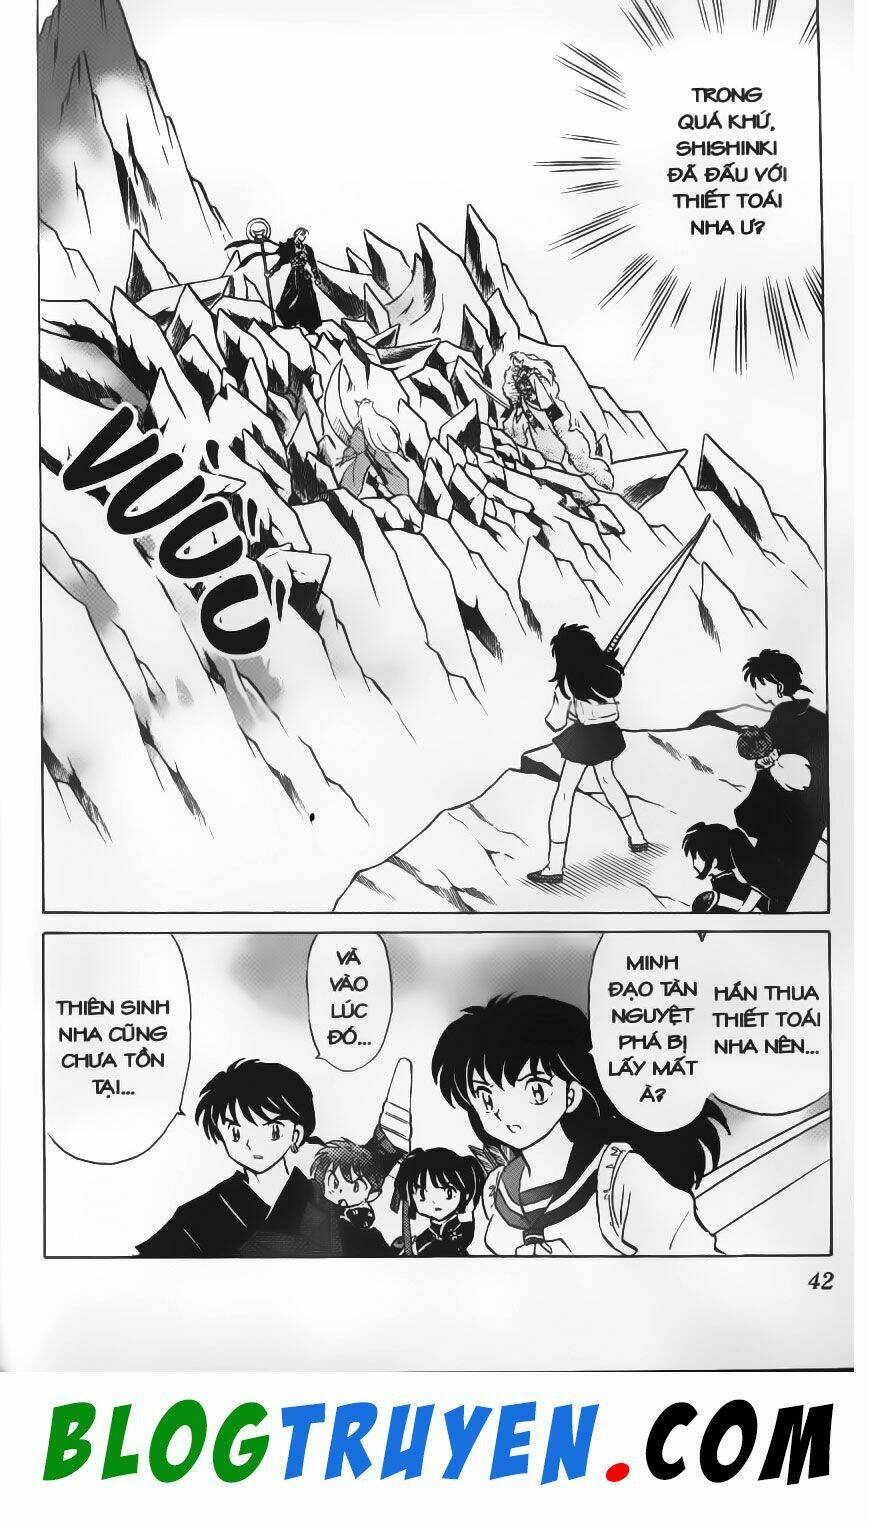 TRONG
QUÁ KHỨ,
SHISHINKI
ĐÃ ĐẤU VỚI
THIẾT TOÁI
NHA Ư?
VÙÙÙ
HẮN THUA
THIẾT TOÁI
NHA NÊN...
MINH
ĐẠO TÀN
NGUYỆT
PHÁ BỊ
LẤY MẤT
À?
VẢ
VÀO
LÚC
ĐÓ...
THIÊN SINH
NHA CŨNG
CHƯA TỒN
TẠI...
42
BLOGTRUYEN.COM